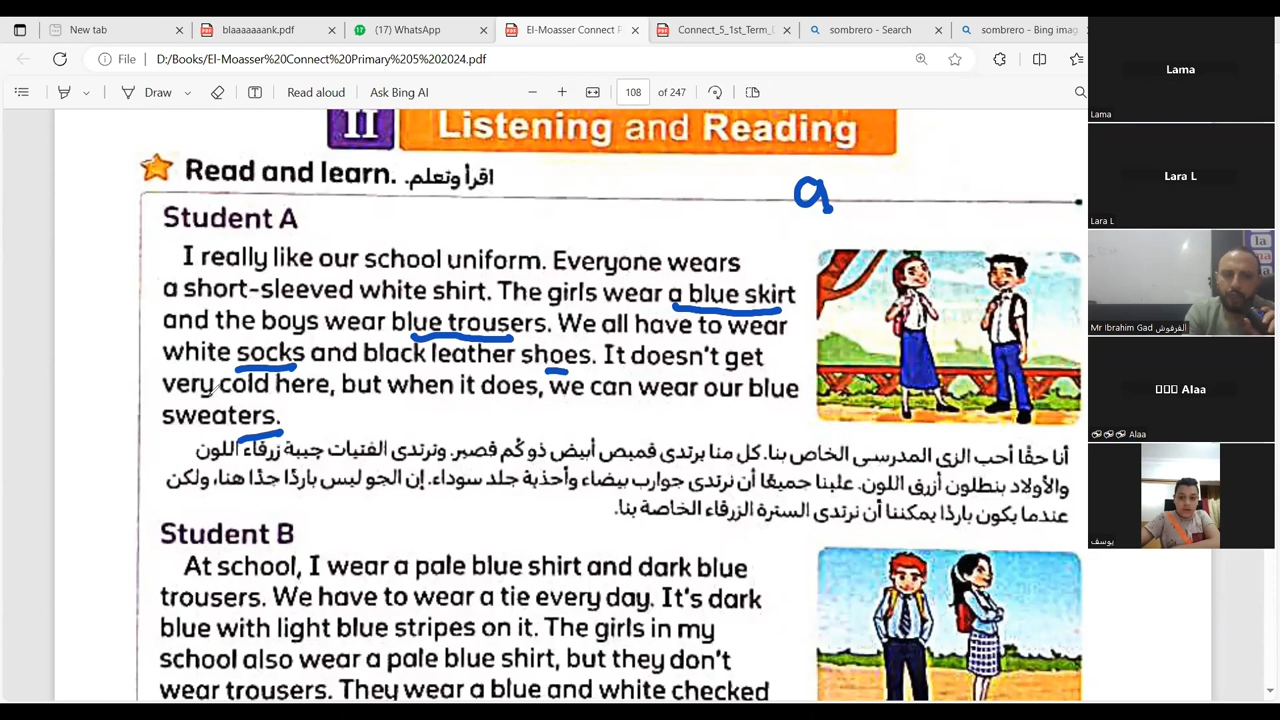 New tab
blaaaaaaank.pdf
(17) WhatsApp
El-Moasser Connect P
Connect_5_1st_Term_
sombrero - Search
sombrero - Bing imag
File
D:/Books/El-Moasser%20Connect%20Primary%205%202024.pdf
Draw
Read aloud
Ask Bing AI
108
of 247
II
Listening and Reading
Read and learn. اقرأ وتعلم.
a
Student A
I really like our school uniform. Everyone wears
a short-sleeved white shirt. The girls wear a blue skirt
and the boys wear blue trousers. We all have to wear
white socks and black leather shoes. It doesn't get
very cold here, but when it does, we can wear our blue
sweaters.
أنا حقًا أحب الزى المدرسى الخاص بنا. كل منا يرتدى قميص أبيض ذو كُم قصير. وترتدى الفتيات جيبة زرقاء اللون
والأولاد بنطلون أزرق اللون. علينا جميعًا أن نرتدى جوارب بيضاء وأحذية جلد سوداء. إن الجو ليس باردًا جدًا هنا، ولكن
عندما يكون باردًا يمكننا أن نرتدى السترة الزرقاء الخاصة بنا.
Student B
At school, I wear a pale blue shirt and dark blue
trousers. We have to wear a tie every day. It's dark
blue with light blue stripes on it. The girls in my
school also wear a pale blue shirt, but they don't
wear trousers. They wear a blue and white checked
Lama
Lama
Lara L
Lara L
la
Mr Ibrahim Gad الفرفوش
Alaa
Alaa
يوسف